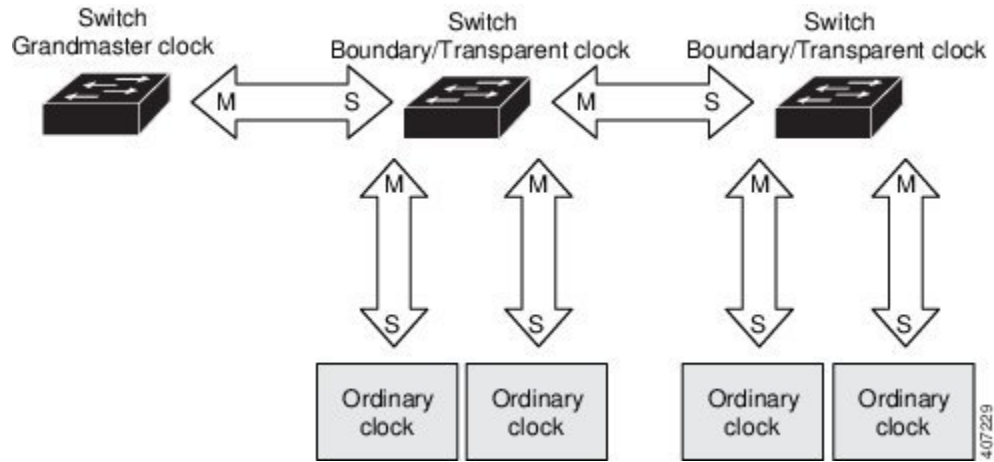 Switch
Grandmaster clock
Switch
Boundary/Transparent clock
Switch
Boundary/Transparent clock
M
S
M
S
M
M
M
M
S
S
S
S
Ordinary
clock
Ordinary
clock
Ordinary
clock
Ordinary
clock
407229